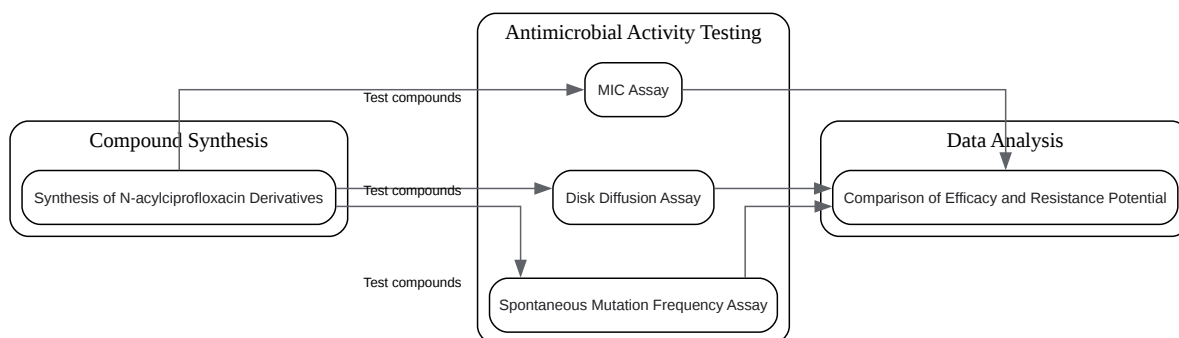 Antimicrobial Activity Testing
MIC Assay
Test compounds
Compound Synthesis
Data Analysis
Synthesis of N-acylciprofloxacin Derivatives
Test compounds
Disk Diffusion Assay
Comparison of Efficacy and Resistance Potential
Test compounds
Spontaneous Mutation Frequency Assay